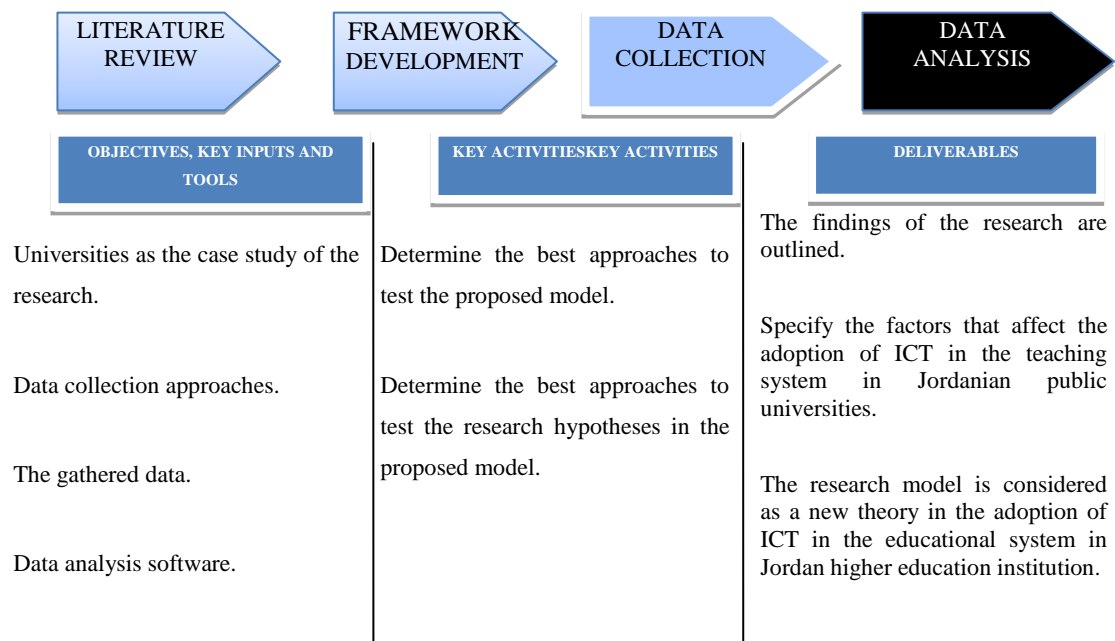 LITERATURE
REVIEW
FRAMEWORK
DEVELOPMENT
DATA
COLLECTION
DATA
ANALYSIS
OBJECTIVES, KEY INPUTS AND
TOOLS
KEY ACTIVITIESKEY ACTIVITIES
DELIVERABLES
Universities as the case study of the
research.
Data collection approaches.
The gathered data.
Data analysis software.
Determine the best approaches to
test the proposed model.
Determine the best approaches to
test the research hypotheses in the
proposed model.
The findings of the research are
outlined.
Specify the factors that affect the
adoption of ICT in the teaching
system in Jordanian public
universities.
The research model is considered
as a new theory in the adoption of
ICT in the educational system in
Jordan higher education institution.